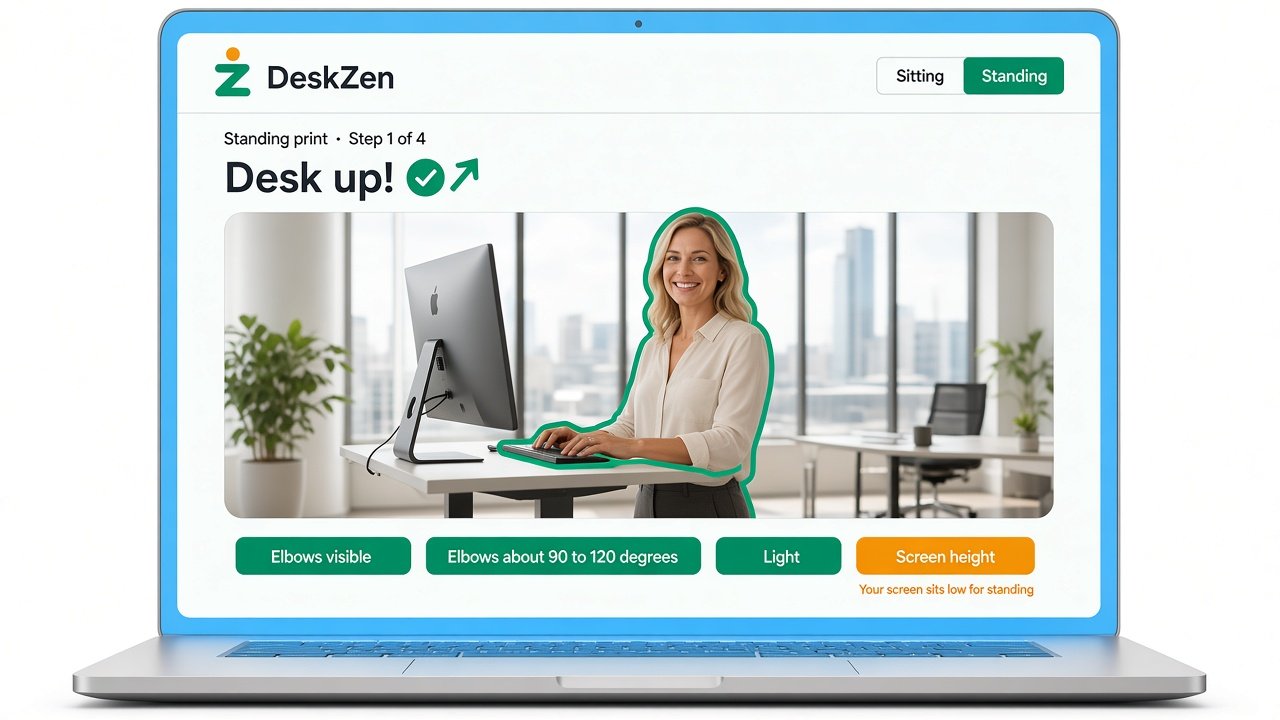 DeskZen
Sitting
Standing
Standing print · Step 1 of 4
Desk up!
Elbows visible
Elbows about 90 to 120 degrees
Light
Screen height
Your screen sits low for standing